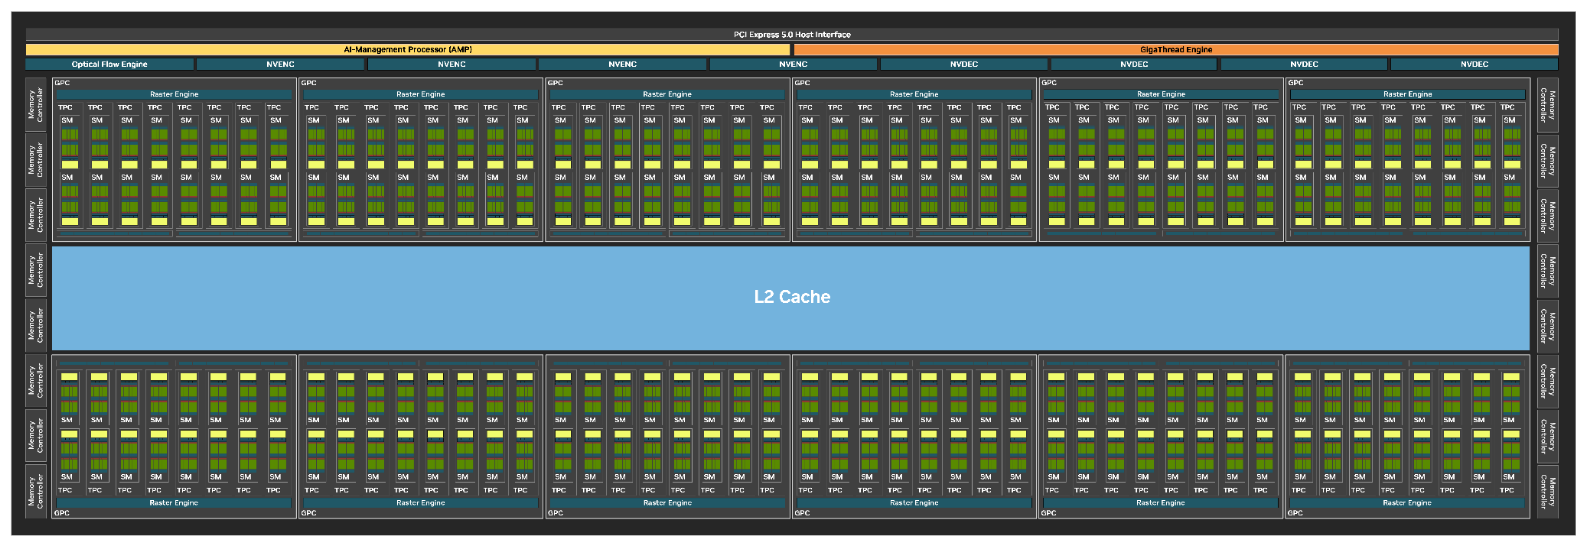 PCI Express 5.0 Host Interface
AI-Management Processor (AMP)
GigaThread Engine
Optical Flow Engine
NVENC
NVENC
NVENC
NVENC
NVDEC
NVDEC
NVDEC
NVDEC
Memory
Controller
Memory
Controller
Memory
Controller
Memory
Controller
Memory
Controller
Memory
Controller
Memory
Controller
Memory
Controller
GPC
Raster Engine
TPC TPC TPC TPC TPC TPC TPC TPC
SM SM SM SM SM SM SM SM
SM SM SM SM SM SM SM SM
GPC
Raster Engine
TPC TPC TPC TPC TPC TPC TPC TPC
SM SM SM SM SM SM SM SM
SM SM SM SM SM SM SM SM
GPC
Raster Engine
TPC TPC TPC TPC TPC TPC TPC TPC
SM SM SM SM SM SM SM SM
SM SM SM SM SM SM SM SM
GPC
Raster Engine
TPC TPC TPC TPC TPC TPC TPC TPC
SM SM SM SM SM SM SM SM
SM SM SM SM SM SM SM SM
GPC
Raster Engine
TPC TPC TPC TPC TPC TPC TPC TPC
SM SM SM SM SM SM SM SM
SM SM SM SM SM SM SM SM
GPC
Raster Engine
TPC TPC TPC TPC TPC TPC TPC TPC
SM SM SM SM SM SM SM SM
SM SM SM SM SM SM SM SM
L2 Cache
SM SM SM SM SM SM SM SM
SM SM SM SM SM SM SM SM
TPC TPC TPC TPC TPC TPC TPC TPC
Raster Engine
GPC
SM SM SM SM SM SM SM SM
SM SM SM SM SM SM SM SM
TPC TPC TPC TPC TPC TPC TPC TPC
Raster Engine
GPC
SM SM SM SM SM SM SM SM
SM SM SM SM SM SM SM SM
TPC TPC TPC TPC TPC TPC TPC TPC
Raster Engine
GPC
SM SM SM SM SM SM SM SM
SM SM SM SM SM SM SM SM
TPC TPC TPC TPC TPC TPC TPC TPC
Raster Engine
GPC
SM SM SM SM SM SM SM SM
SM SM SM SM SM SM SM SM
TPC TPC TPC TPC TPC TPC TPC TPC
Raster Engine
GPC
SM SM SM SM SM SM SM SM
SM SM SM SM SM SM SM SM
TPC TPC TPC TPC TPC TPC TPC TPC
Raster Engine
GPC
Memory
Controller
Memory
Controller
Memory
Controller
Memory
Controller
Memory
Controller
Memory
Controller
Memory
Controller
Memory
Controller